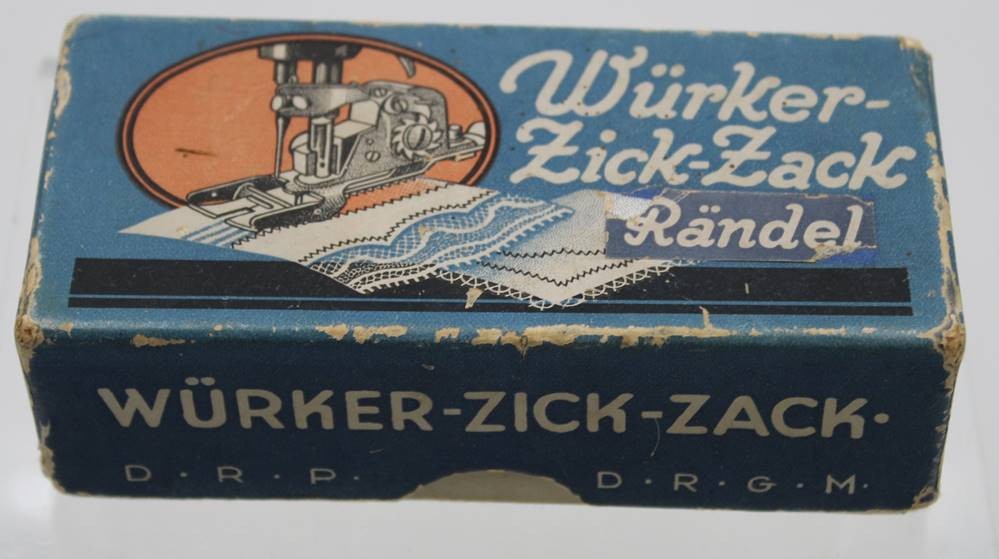 Würker-
Zick-Zack
Rändel
WÜRKER-ZICK-ZACK·
D·R·P· D·R·G·M·